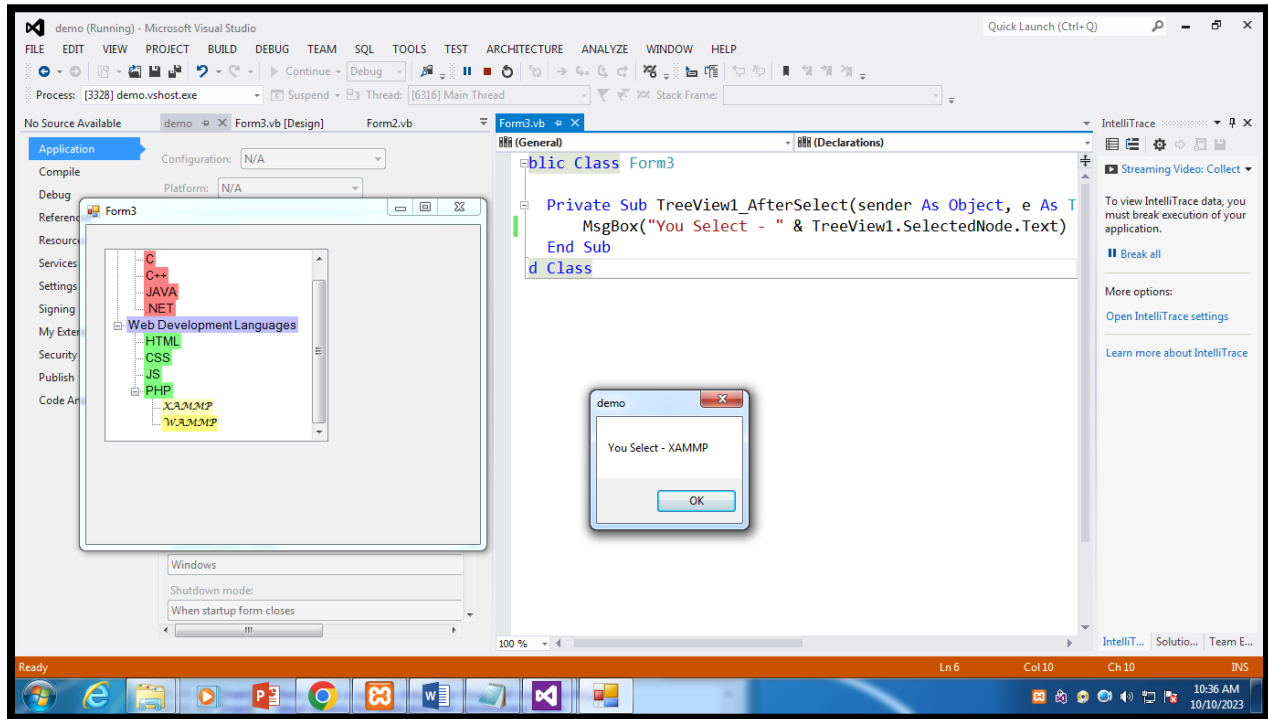 demo (Running) - Microsoft Visual Studio
Quick Launch (Ctrl+Q)
FILE EDIT VIEW PROJECT BUILD DEBUG TEAM SQL TOOLS TEST ARCHITECTURE ANALYZE WINDOW HELP
Continue Debug
Process: [3328] demo.vshost.exe Suspend Thread: [6316] Main Thread Stack Frame:
No Source Available demo Form3.vb [Design] Form2.vb
Application
Compile
Debug
Referenc
Resource
Services
Settings
Signing
My Exter
Security
Publish
Code An
Configuration: N/A
Platform: N/A
Form3
C
C++
JAVA
.NET
Web Development Languages
HTML
CSS
JS
PHP
XAMMP
WAMMP
Windows
Shutdown mode:
When startup form closes
Form3.vb
(General) (Declarations)
blic Class Form3
Private Sub TreeView1_AfterSelect(sender As Object, e As T
MsgBox("You Select - " & TreeView1.SelectedNode.Text)
End Sub
d Class
demo
You Select - XAMMP
OK
100 %
IntelliTrace
Streaming Video: Collect
To view IntelliTrace data, you
must break execution of your
application.
Break all
More options:
Open IntelliTrace settings
Learn more about IntelliTrace
IntelliT... Solutio... Team E...
Ready Ln 6 Col 10 Ch 10 INS
10:36 AM
10/10/2023